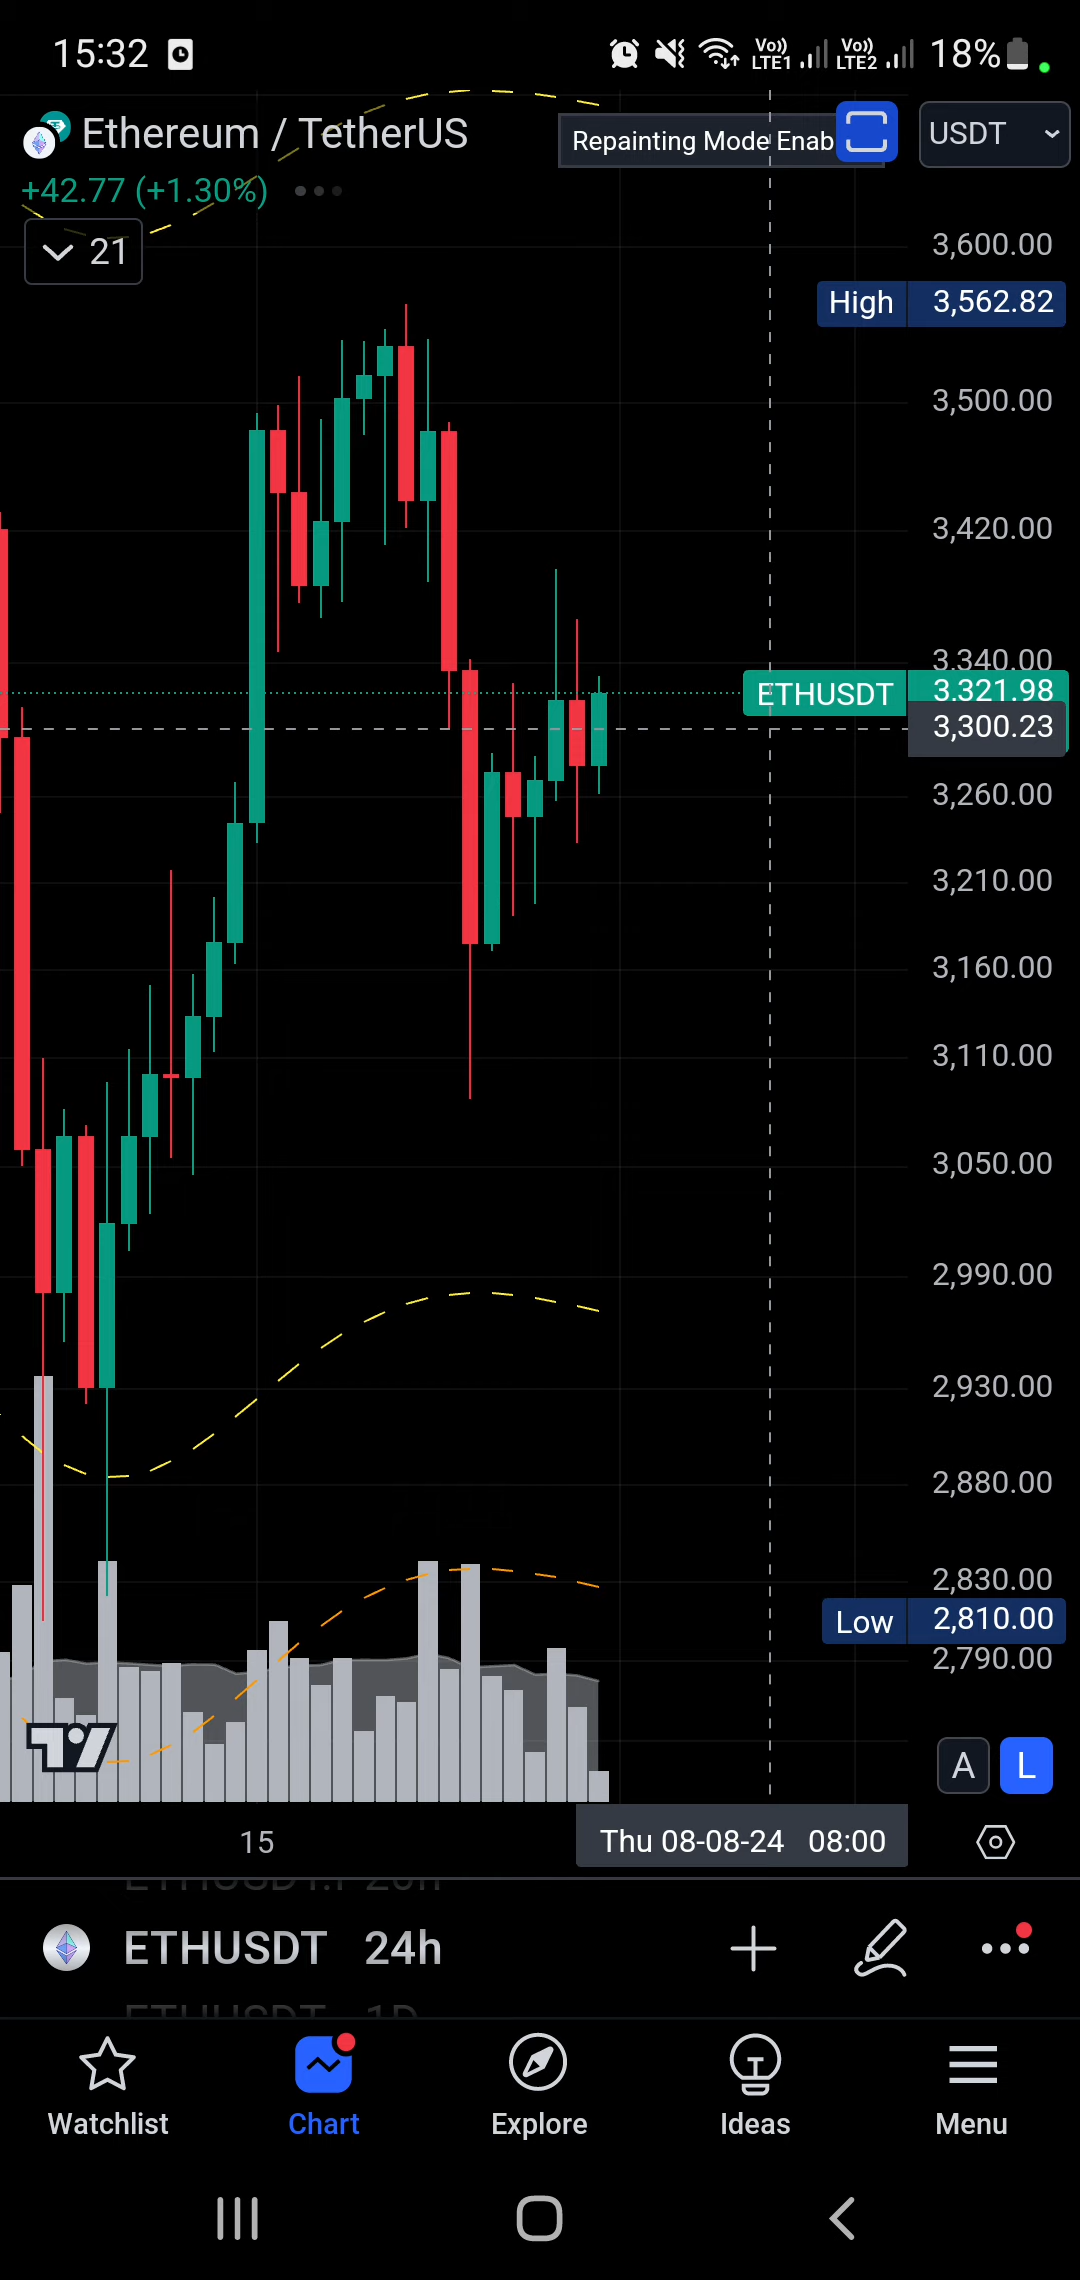 15:32
Vo)) LTE1 Vo)) LTE2 18%
Ethereum / TetherUS
Repainting Mode Enab
USDT
+42.77 (+1.30%)
21
3,600.00
High 3,562.82
3,500.00
3,420.00
3,340.00
ETHUSDT 3,321.98
3,300.23
3,260.00
3,210.00
3,160.00
3,110.00
3,050.00
2,990.00
2,930.00
2,880.00
2,830.00
Low 2,810.00
2,790.00
A L
15
Thu 08-08-24 08:00
ETHUSDT 24h
ETHUSDT 1D
Watchlist Chart Explore Ideas Menu